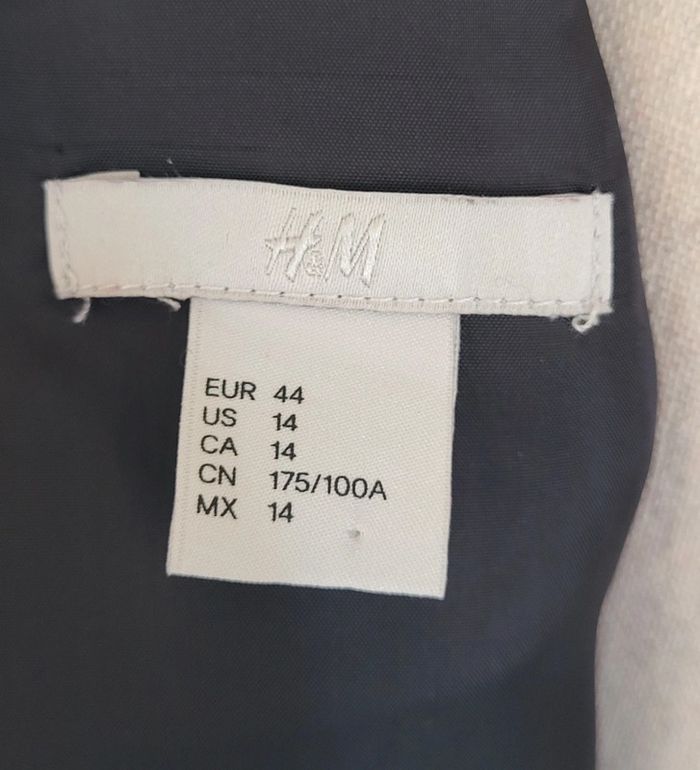 H&M
EUR 44
US 14
CA 14
CN 175/100A
MX 14